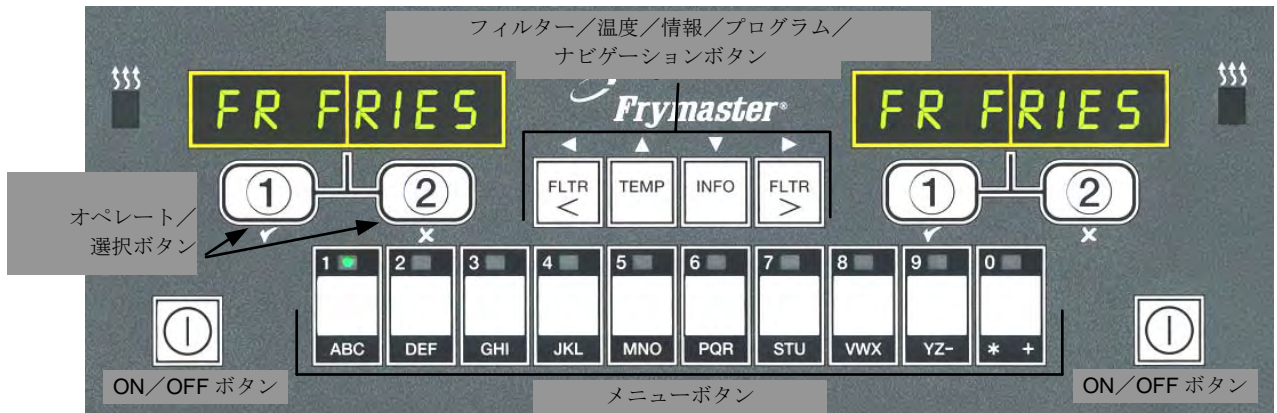 フィルター／温度／情報／プログラム／
ナビゲーションボタン
FR FRIES
Frymaster®
FR FRIES
FLTR <
TEMP
INFO
FLTR >
1
2
1
2
オペレート／
選択ボタン
1 2 3 4 5 6 7 8 9 0
ABC DEF GHI JKL MNO PQR STU VWX YZ- * +
ON／OFF ボタン
メニューボタン
ON／OFF ボタン